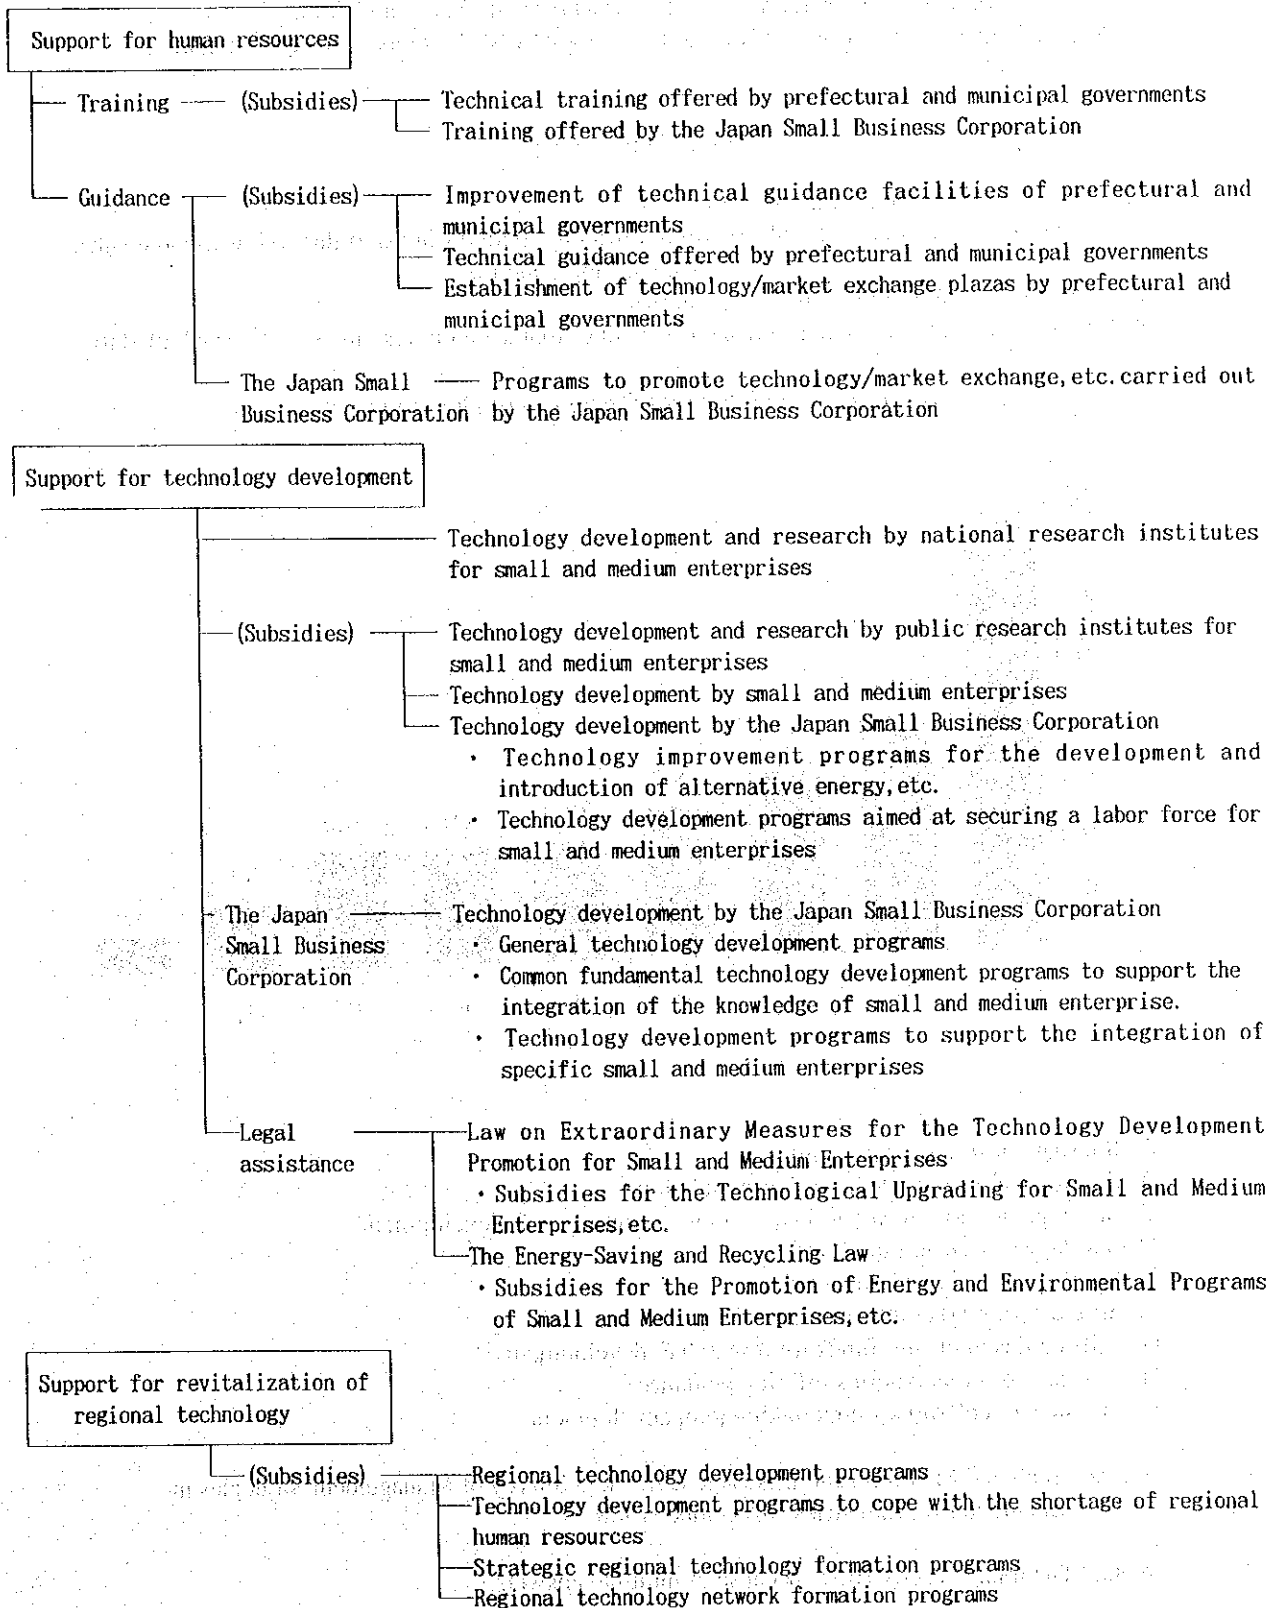 Support for human resources
Training (Subsidies) Technical training offered by prefectural and municipal governments
Training offered by the Japan Small Business Corporation
Guidance (Subsidies) Improvement of technical guidance facilities of prefectural and
municipal governments
Technical guidance offered by prefectural and municipal governments
Establishment of technology/market exchange plazas by prefectural and
municipal governments
The Japan Small Programs to promote technology/market exchange, etc. carried out
Business Corporation by the Japan Small Business Corporation
Support for technology development
Technology development and research by national research institutes
for small and medium enterprises
(Subsidies) Technology development and research by public research institutes for
small and medium enterprises
Technology development by small and medium enterprises
Technology development by the Japan Small Business Corporation
・ Technology improvement programs for the development and
introduction of alternative energy, etc.
・ Technology development programs aimed at securing a labor force for
small and medium enterprises
The Japan Technology development by the Japan Small Business Corporation
Small Business ・ General technology development programs
Corporation ・ Common fundamental technology development programs to support the
integration of the knowledge of small and medium enterprise.
・ Technology development programs to support the integration of
specific small and medium enterprises
Legal Law on Extraordinary Measures for the Technology Development
assistance Promotion for Small and Medium Enterprises
・Subsidies for the Technological Upgrading for Small and Medium
Enterprises, etc.
The Energy-Saving and Recycling Law
・Subsidies for the Promotion of Energy and Environmental Programs
of Small and Medium Enterprises, etc.
Support for revitalization of
regional technology
(Subsidies) Regional technology development programs
Technology development programs to cope with the shortage of regional
human resources
Strategic regional technology formation programs
Regional technology network formation programs